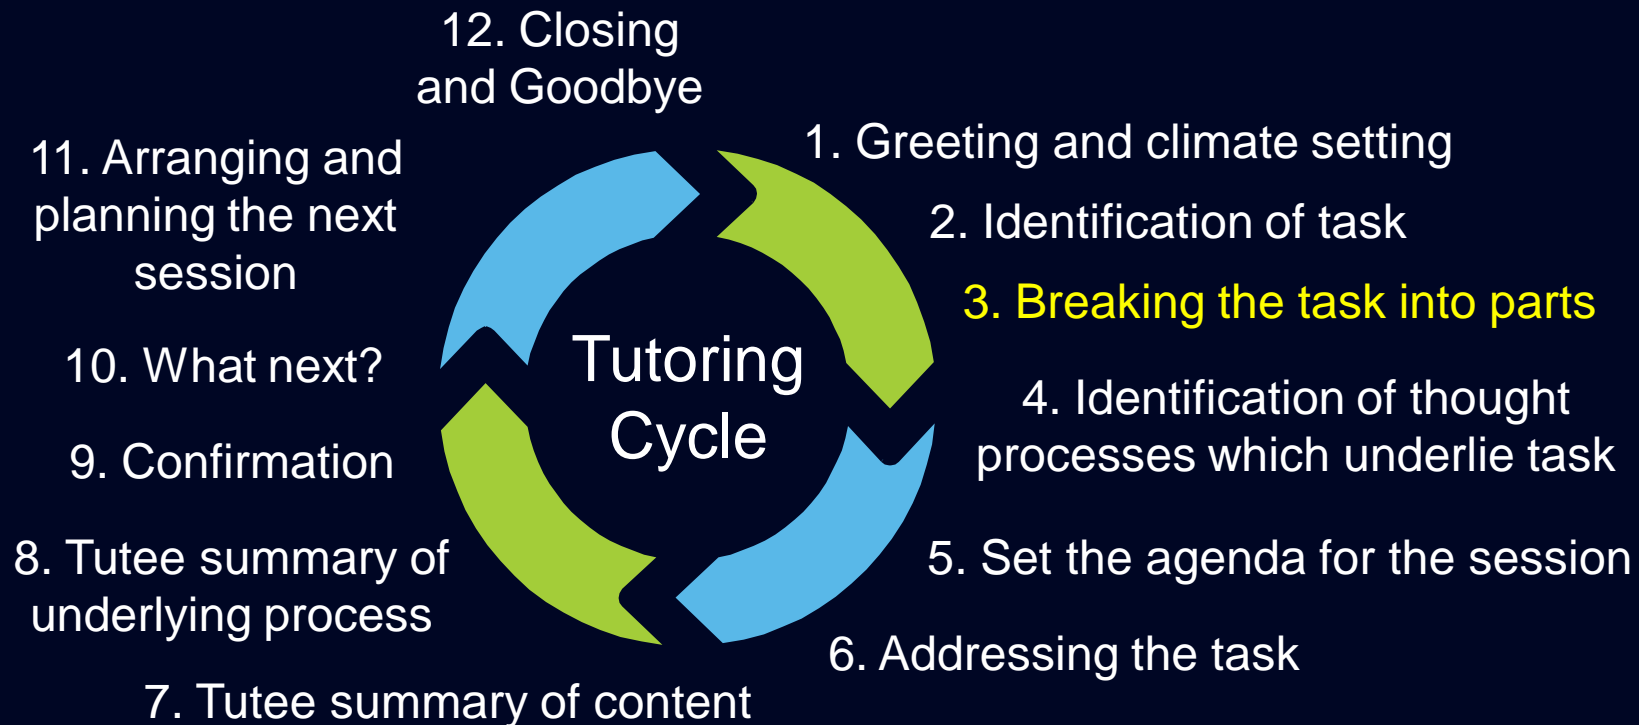 12. Closing
and Goodbye
1. Greeting and climate setting
2. Identification of task
3. Breaking the task into parts
4. Identification of thought
processes which underlie task
5. Set the agenda for the session
6. Addressing the task
7. Tutee summary of content
8. Tutee summary of
underlying process
9. Confirmation
10. What next?
11. Arranging and
planning the next
session
Tutoring
Cycle